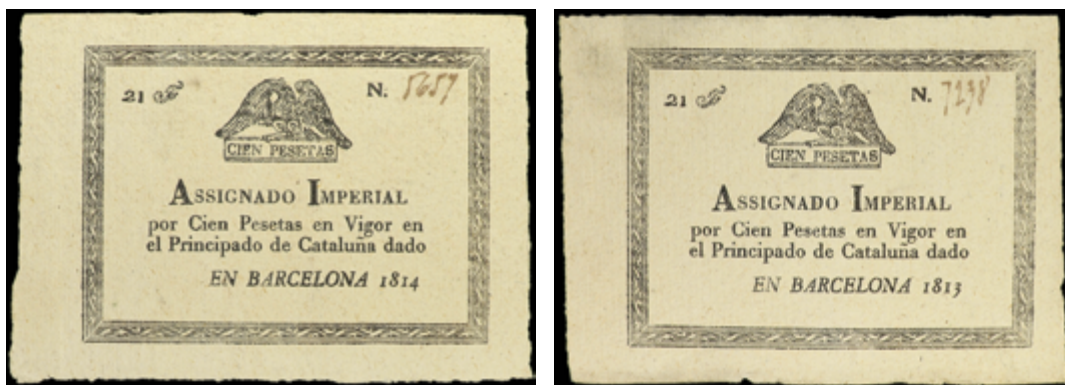 21
N. 5657
CIEN PESETAS
ASSIGNADO IMPERIAL
por Cien Pesetas en Vigor en
el Principado de Cataluña dado
EN BARCELONA 1814
21
N. 7238
CIEN PESETAS
ASSIGNADO IMPERIAL
por Cien Pesetas en Vigor en
el Principado de Cataluña dado
EN BARCELONA 1813